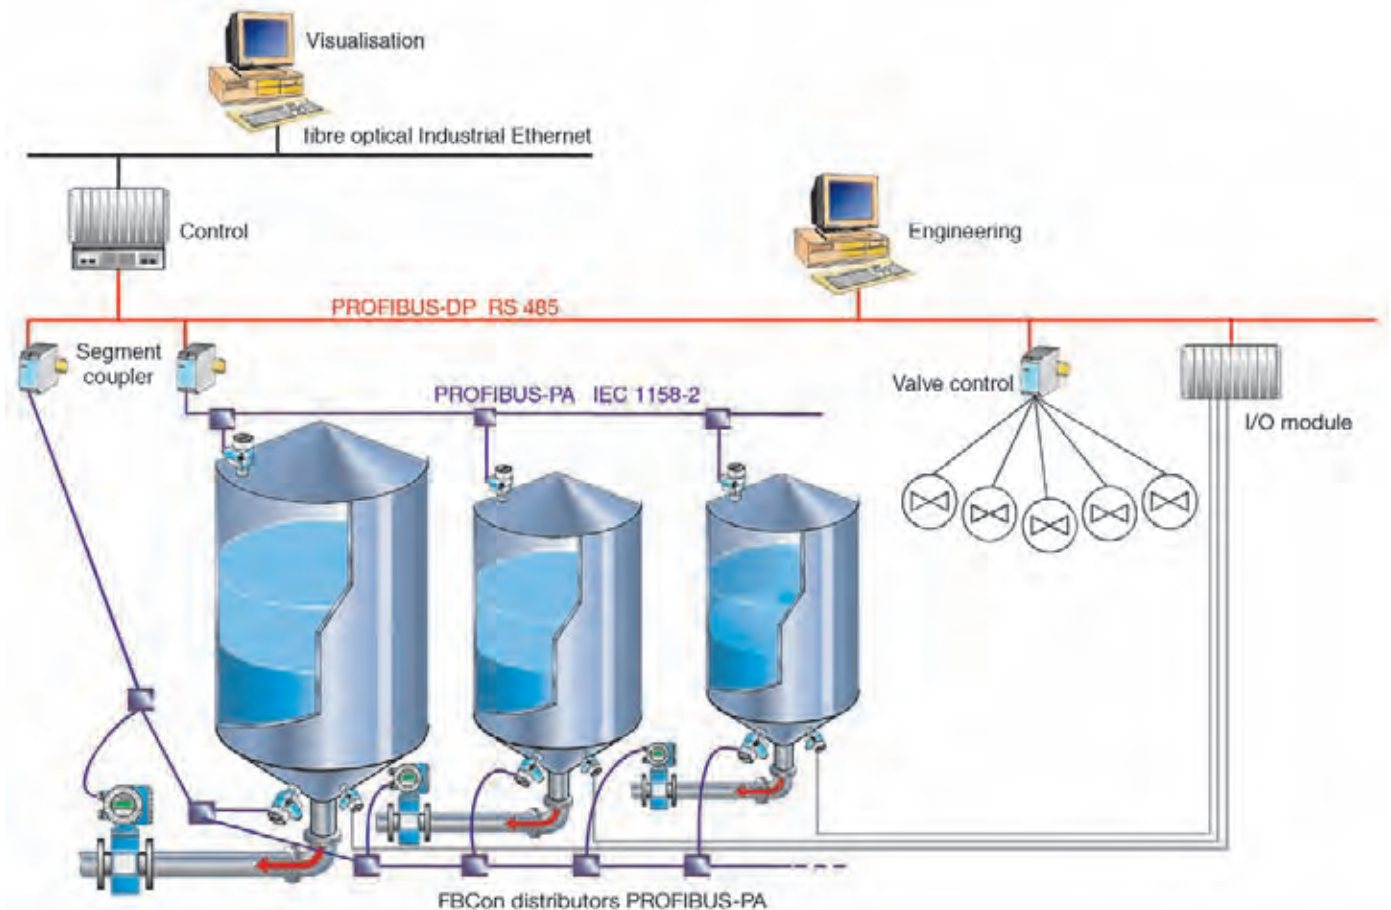 Visualisation
fibre optical Industrial Ethernet
Control
Engineering
PROFIBUS-DP RS 485
Segment
coupler
PROFIBUS-PA IEC 1158-2
Valve control
I/O module
FBCon distributors PROFIBUS-PA